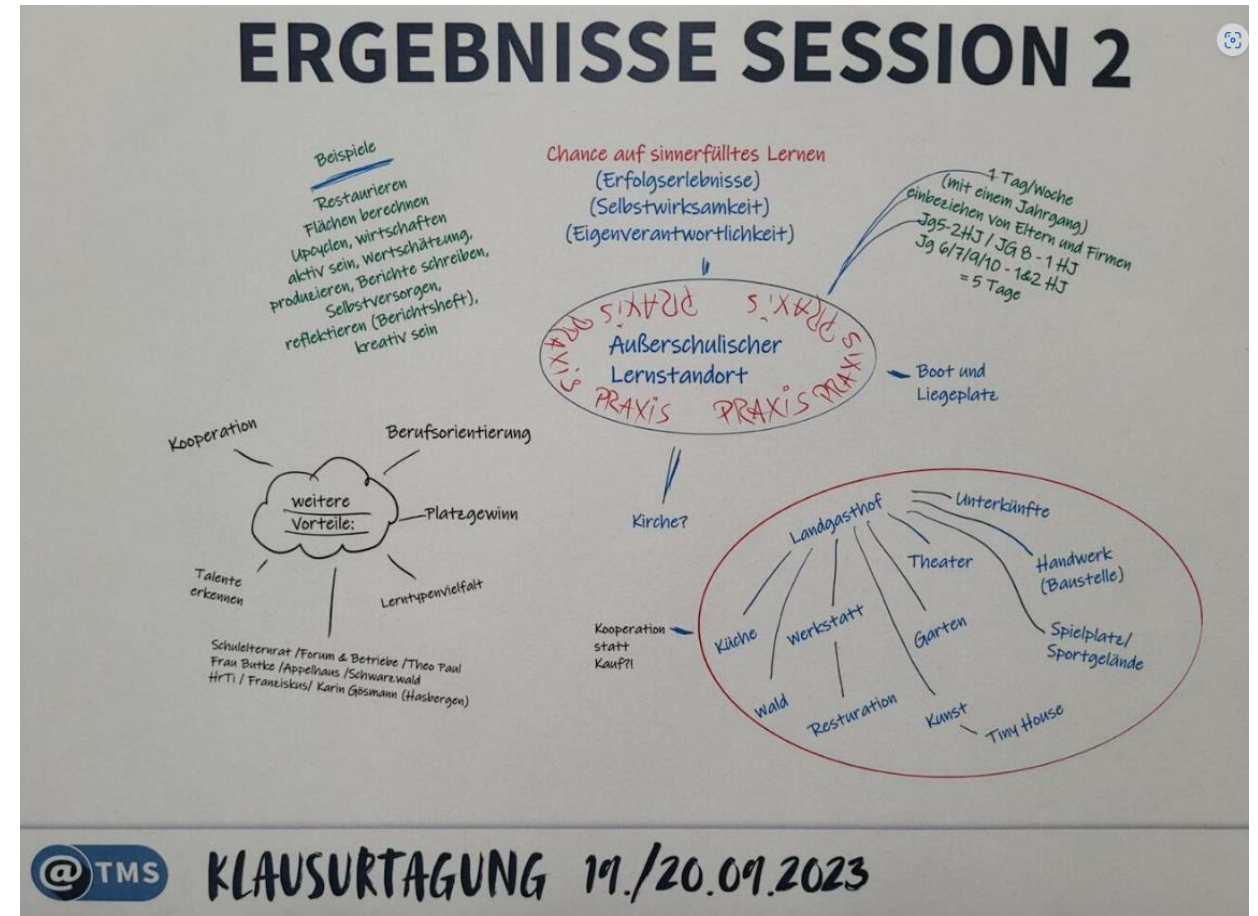 ERGEBNISSE SESSION 2
Beispiele
Restaurieren
Flächen berechnen
Upcyclen, wirtschaften
aktiv sein, Wertschätzung,
produzieren, Berichte schreiben,
Selbstversorgen,
reflektieren (Berichtsheft),
kreativ sein
Chance auf sinnerfülltes Lernen
(Erfolgserlebnisse)
(Selbstwirksamkeit)
(Eigenverantwortlichkeit)
1 Tag/Woche
(mit einem Jahrgang)
einbeziehen von Eltern und Firmen
Jg5-2HJ / JG 8 - 1 HJ
Jg 6/7/9/10 - 1&2 HJ
= 5 Tage
PRAXiS PRAXiS
PRAXiS PRAXiS
PRAXiS PRAXiS
Außerschulischer
Lernstandort
Boot und
Liegeplatz
Kirche?
Kooperation
Berufsorientierung
weitere
Vorteile:
Platzgewinn
Talente
erkennen
Lerntypenvielfalt
Schulelternrat /Forum & Betriebe /Theo Paul
Frau Butke /Appelhaus /Schwarzwald
HrTi / Franziskus/ Karin Gösmann (Hasbergen)
Kooperation
statt
Kauf?!
Landgasthof
Unterkünfte
Theater
Handwerk
(Baustelle)
Küche
Werkstatt
Garten
Spielplatz/
Sportgelände
Wald
Resturation
Kunst
Tiny House
@TMS
KLAUSURTAGUNG 19./20.09.2023